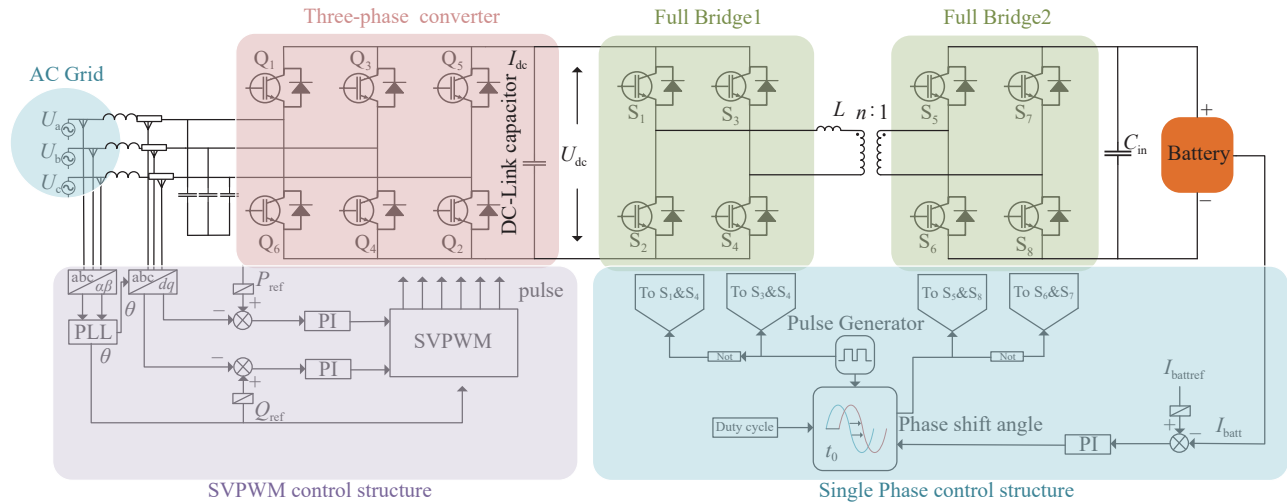 Three-phase converter
Full Bridge1
Full Bridge2
AC Grid
Q1
Q3
Q5
Idc
S1
S3
L
n:1
S5
S7
+
Ua
Ub
Uc
DC-Link capacitor
Udc
Cin
Battery
−
Q6
Q4
Q2
S2
S4
S6
S8
abc
αβ
abc
dq
θ
Pref
+
−
PI
pulse
PLL
θ
SVPWM
−
+
PI
Qref
To S1&S4
To S3&S4
To S5&S8
To S6&S7
Pulse Generator
Not
Not
Ibattref
Duty cycle
t0
Phase shift angle
PI
+
−
Ibatt
SVPWM control structure
Single Phase control structure